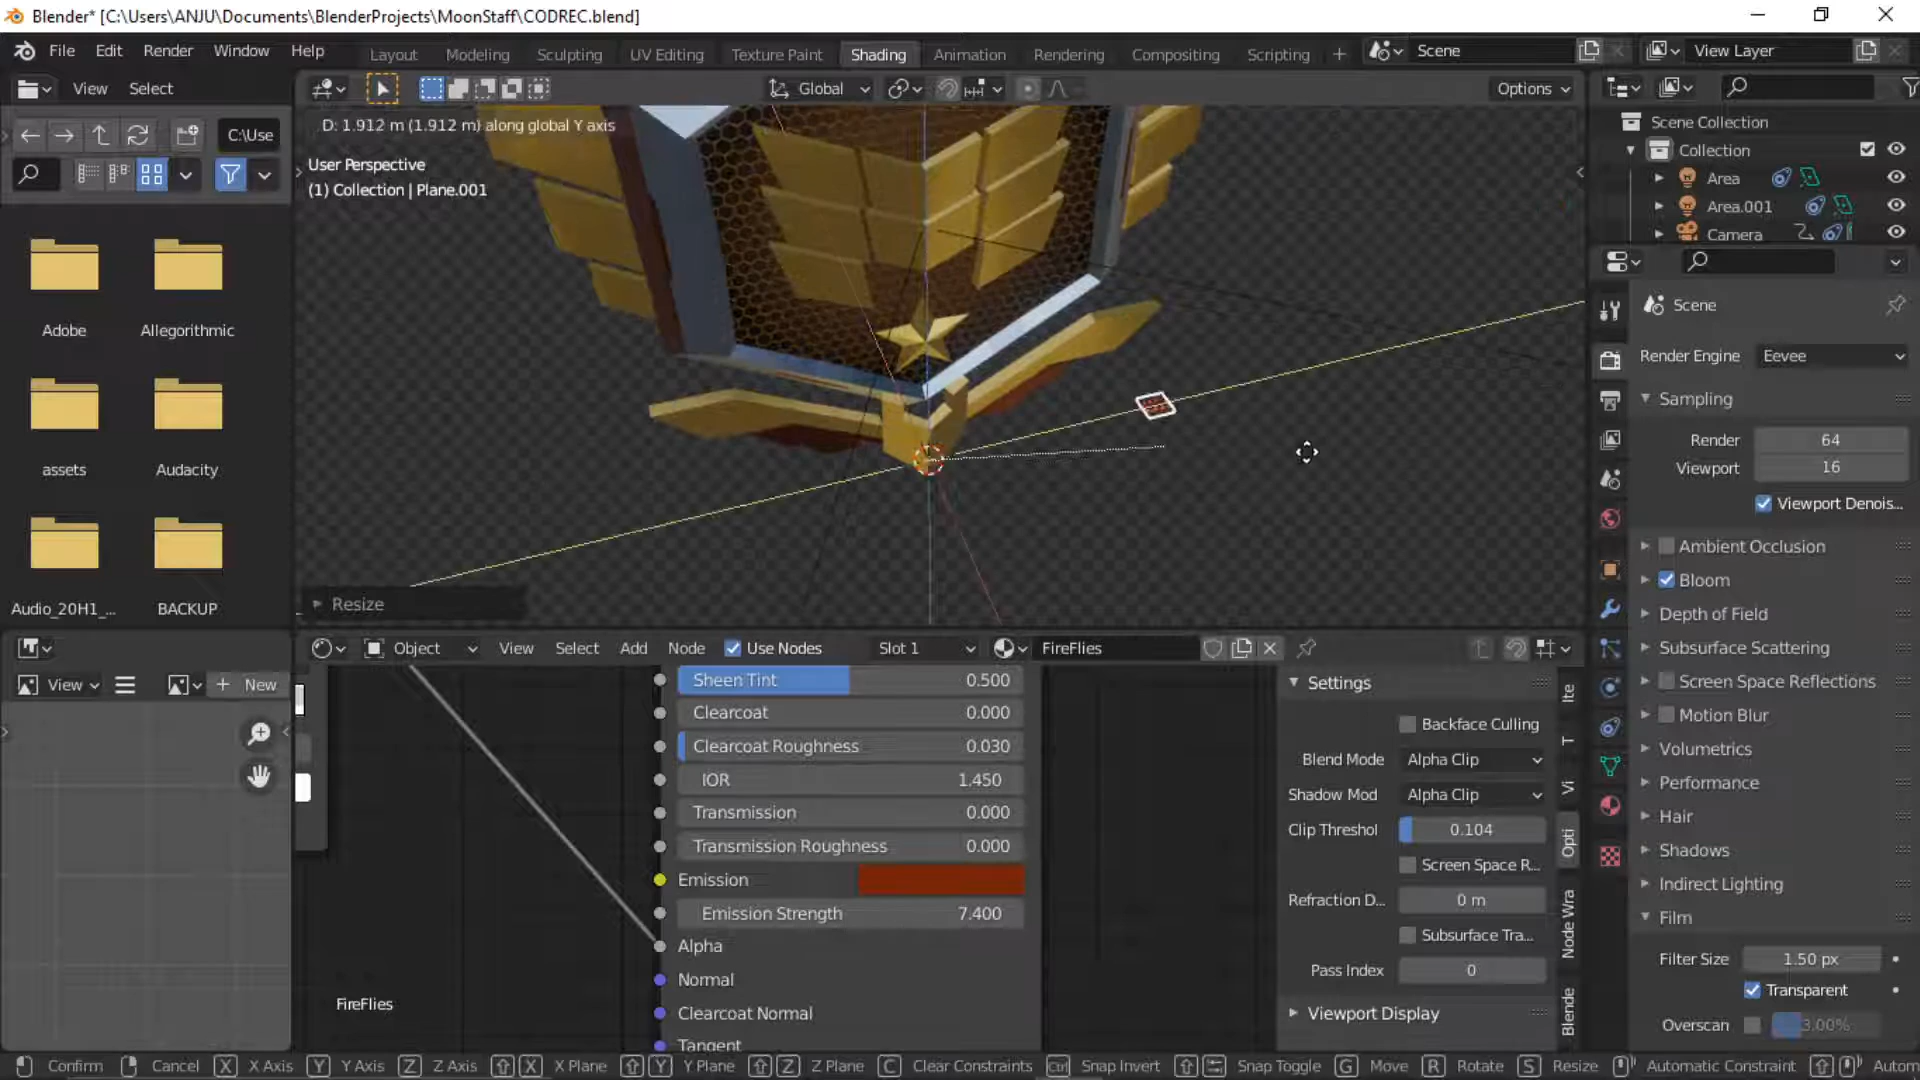 Blender* [C:\Users\ANJU\Documents\BlenderProjects\MoonStaff\CODREC.blend]
File Edit Render Window Help
Layout Modeling Sculpting UV Editing Texture Paint Shading Animation Rendering Compositing Scripting +
Scene
View Layer
View Select
Global
Options
C:\Use
D: 1.912 m (1.912 m) along global Y axis
User Perspective
(1) Collection | Plane.001
Adobe
Allegorithmic
assets
Audacity
Audio_20H1_...
BACKUP
Resize
Scene Collection
Collection
Area
Area.001
Camera
Scene
Render Engine Eevee
Sampling
Render 64
Viewport 16
Viewport Denois...
Ambient Occlusion
Bloom
Depth of Field
Subsurface Scattering
Screen Space Reflections
Motion Blur
Volumetrics
Performance
Hair
Shadows
Indirect Lighting
Film
Filter Size 1.50 px
Transparent
Overscan 3.00%
View + New
Object View Select Add Node Use Nodes Slot 1 FireFlies
Sheen Tint 0.500
Clearcoat 0.000
Clearcoat Roughness 0.030
IOR 1.450
Transmission 0.000
Transmission Roughness 0.000
Emission
Emission Strength 7.400
Alpha
Normal
Clearcoat Normal
Tangent
FireFlies
Settings
Backface Culling
Blend Mode Alpha Clip
Shadow Mod Alpha Clip
Clip Threshol 0.104
Screen Space R...
Refraction D... 0 m
Subsurface Tra...
Pass Index 0
Viewport Display
Ite
T
Vi
Opti
Node Wra
Blende
Confirm Cancel X X Axis Y Y Axis Z Z Axis X X Plane Y Y Plane Z Z Plane C Clear Constraints Ctrl Snap Invert Snap Toggle G Move R Rotate S Resize Automatic Constraint Autom